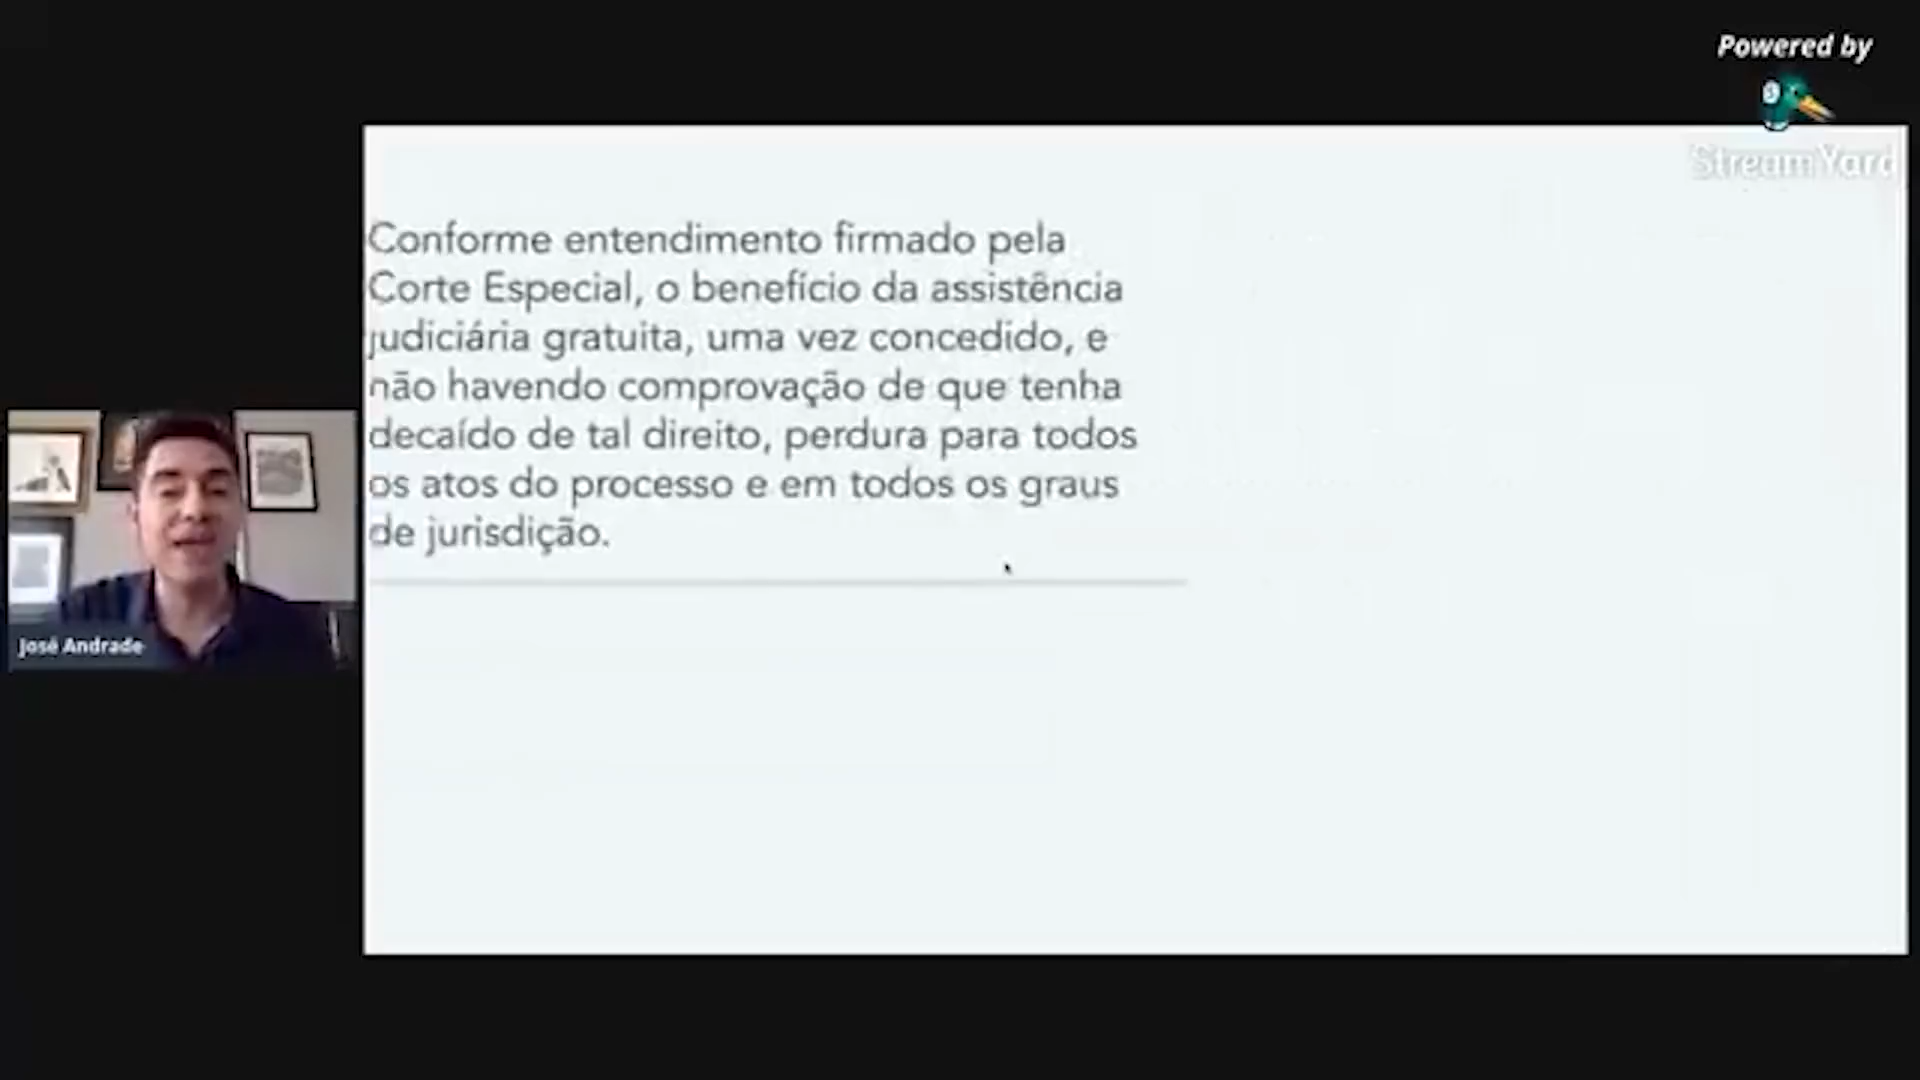 Powered by
StreamYard
Conforme entendimento firmado pela
Corte Especial, o benefício da assistência
judiciária gratuita, uma vez concedido, e
não havendo comprovação de que tenha
decaído de tal direito, perdura para todos
os atos do processo e em todos os graus
de jurisdição.
José Andrade